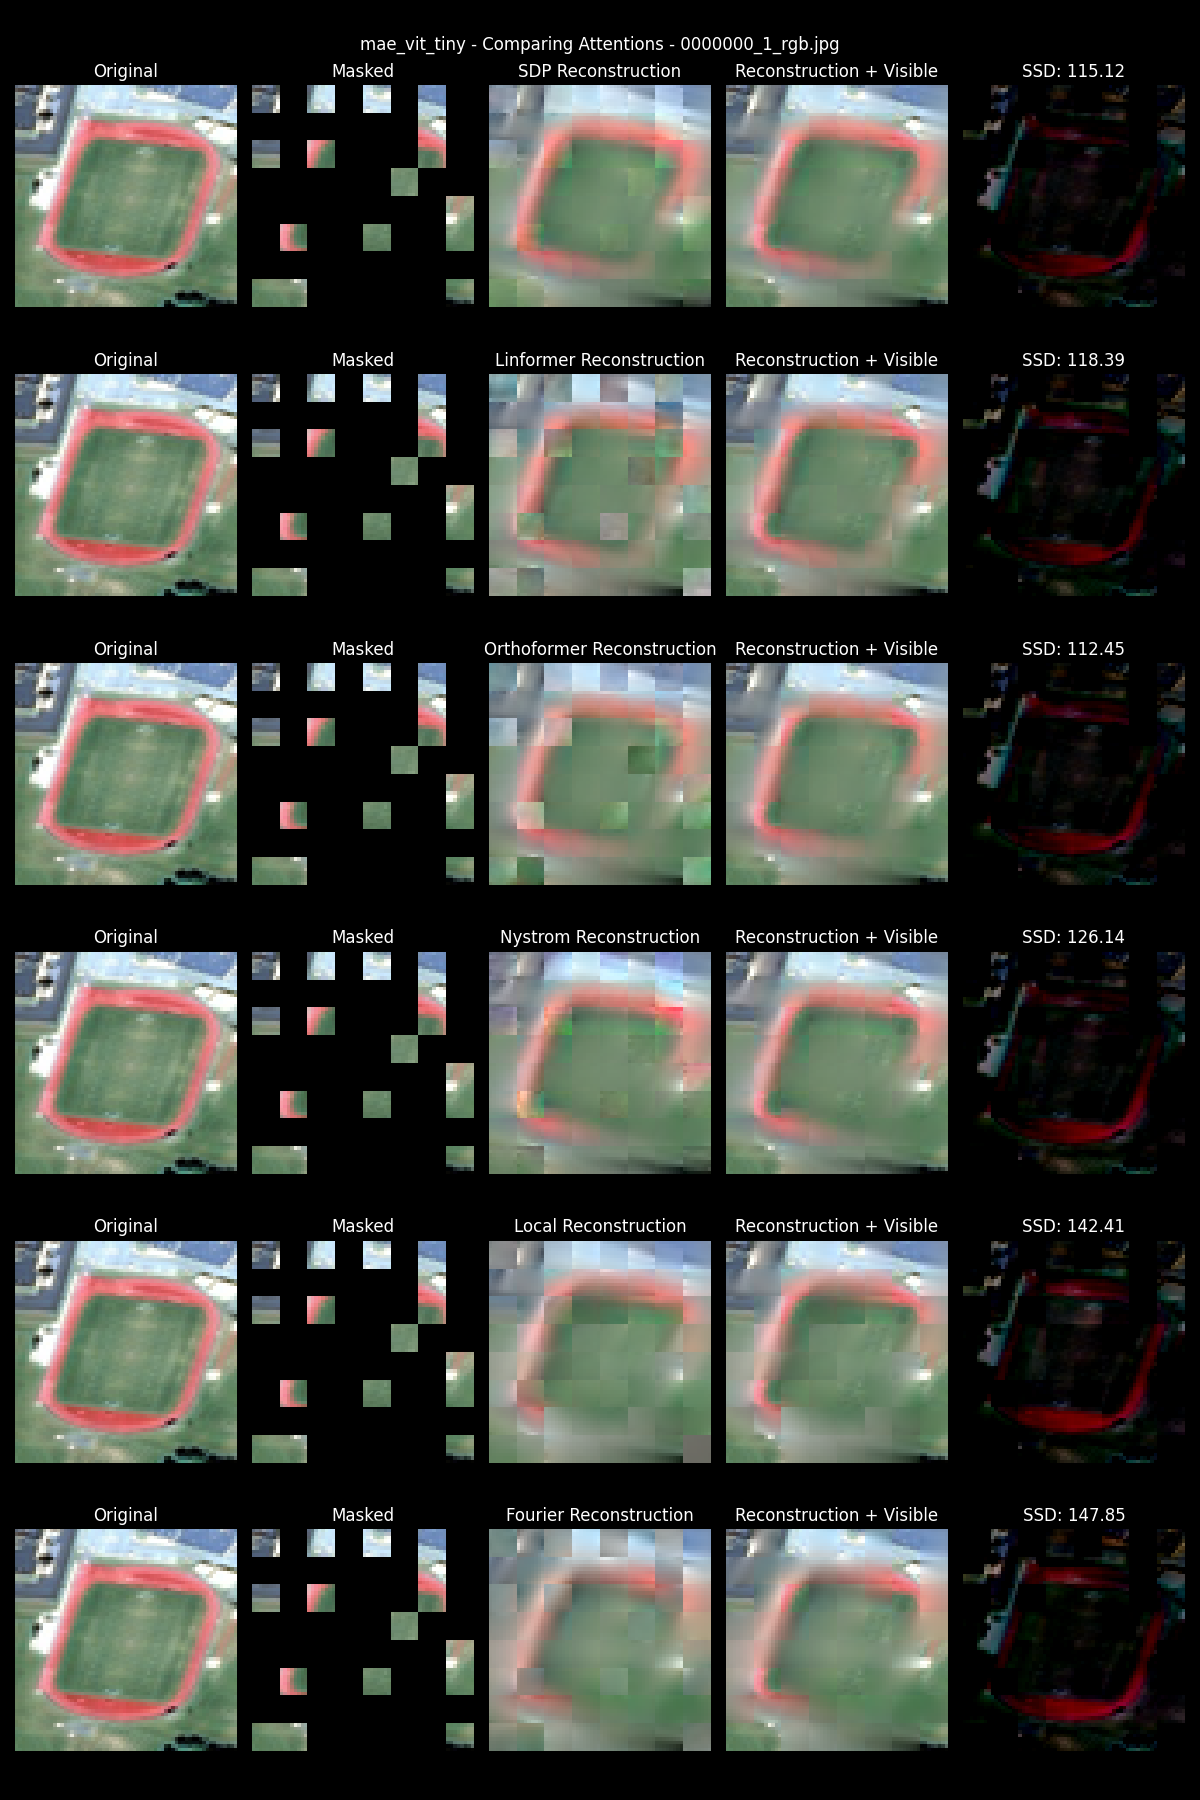 mae_vit_tiny - Comparing Attentions - 0000000_1_rgb.jpg
Original Masked SDP Reconstruction Reconstruction + Visible SSD: 115.12
Original Masked Linformer Reconstruction Reconstruction + Visible SSD: 118.39
Original Masked Orthoformer Reconstruction Reconstruction + Visible SSD: 112.45
Original Masked Nystrom Reconstruction Reconstruction + Visible SSD: 126.14
Original Masked Local Reconstruction Reconstruction + Visible SSD: 142.41
Original Masked Fourier Reconstruction Reconstruction + Visible SSD: 147.85